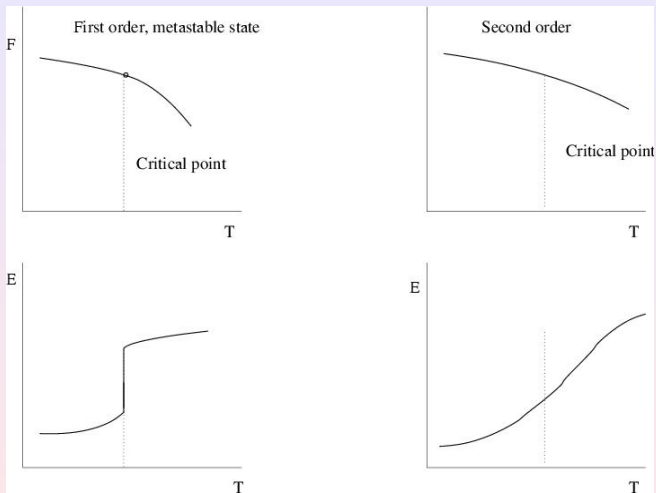 First order, metastable state
F
Critical point
T
Second order
Critical point
T
E
T
E
T